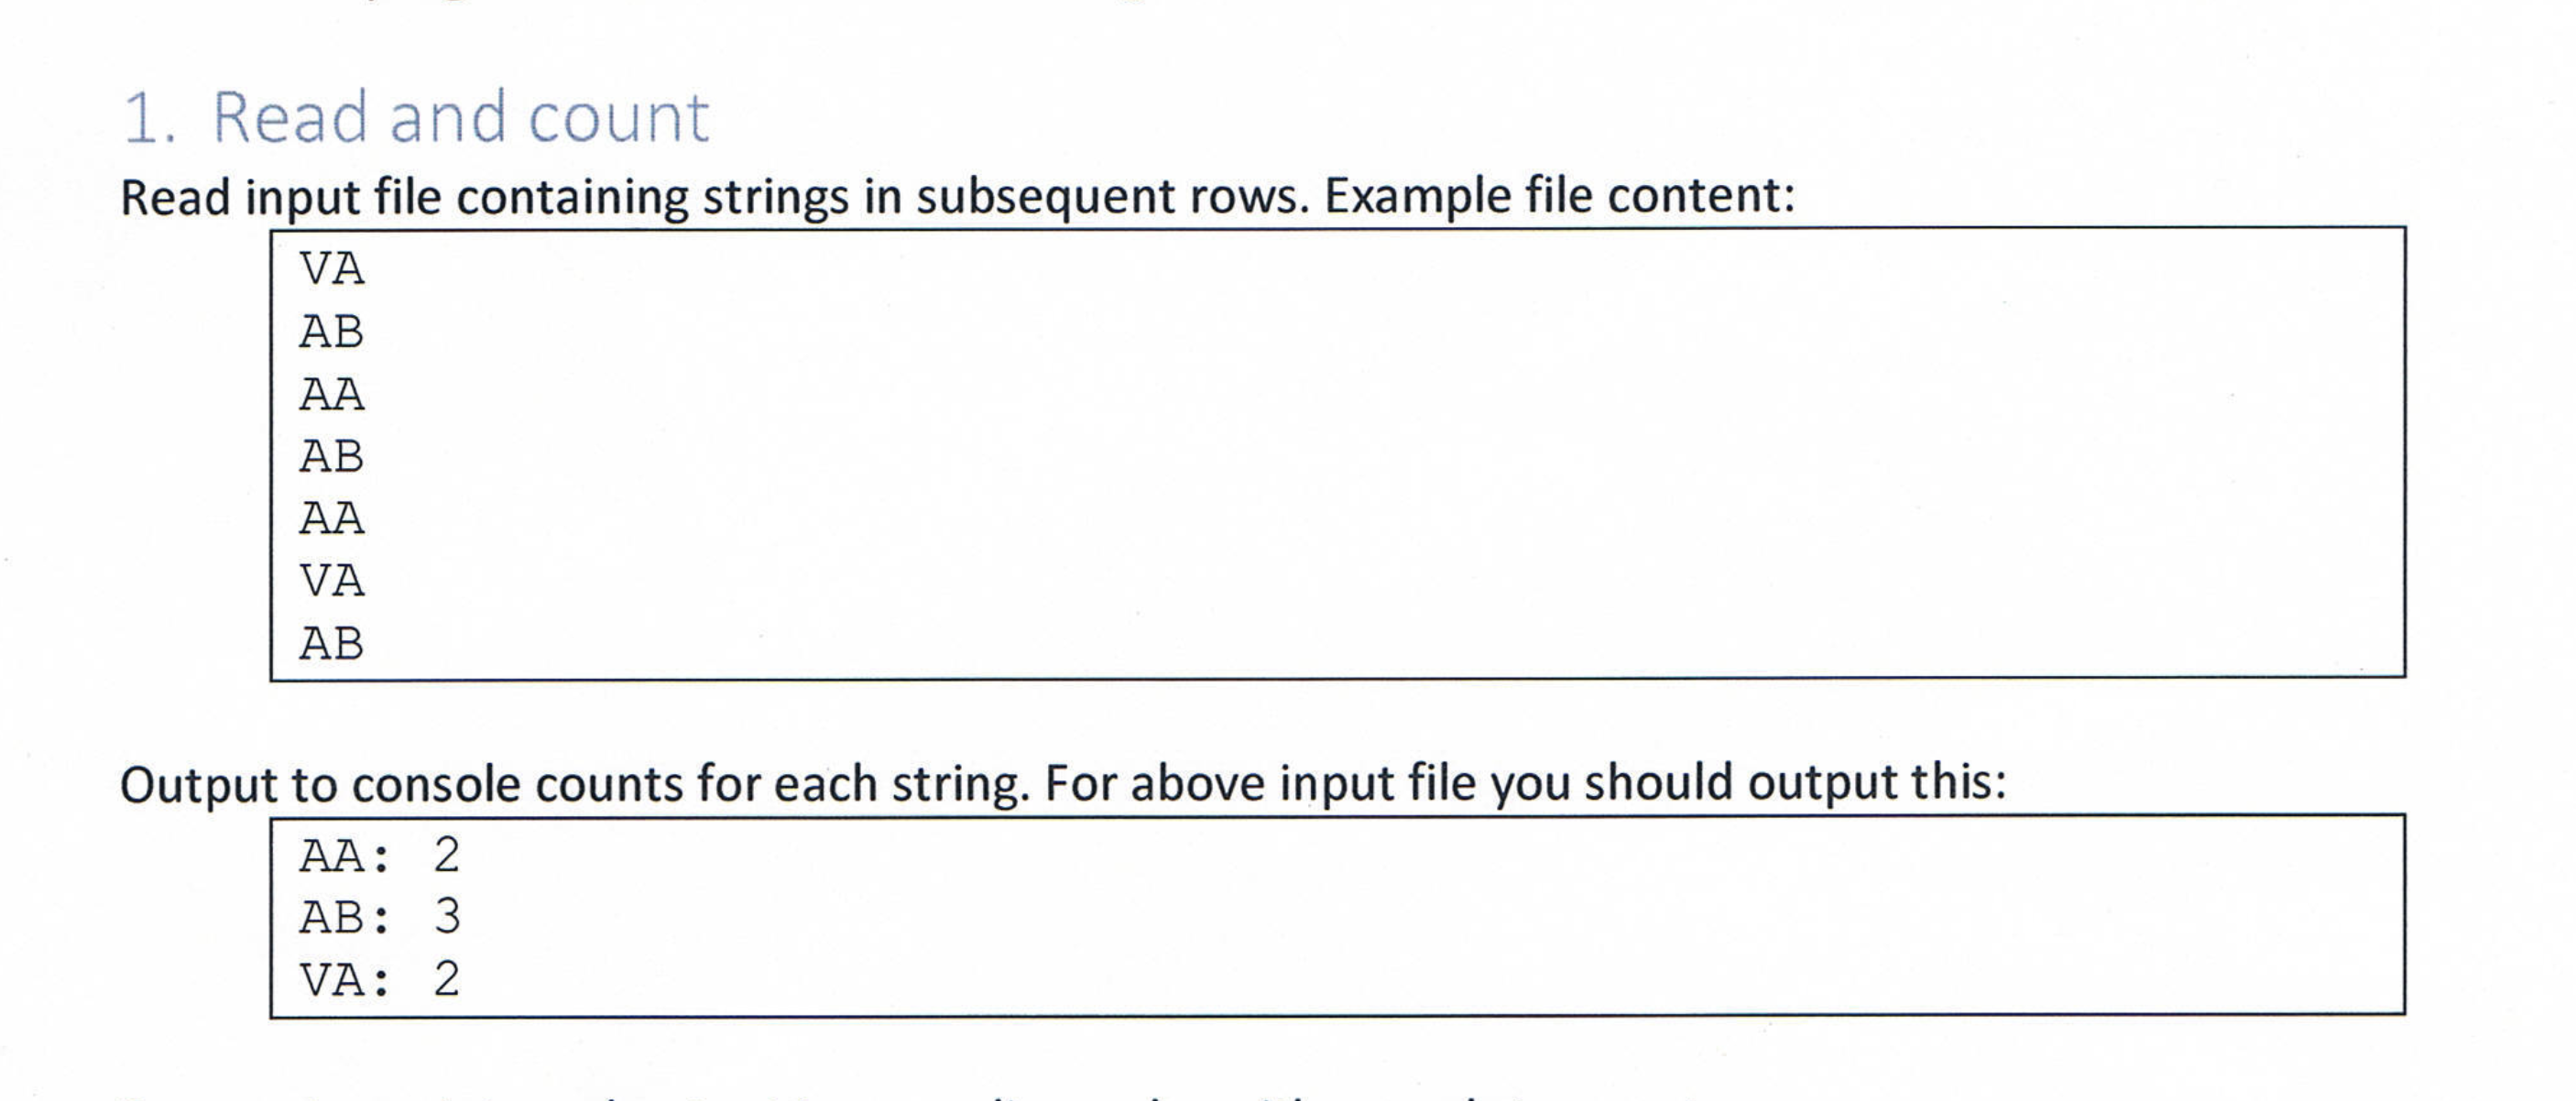 1. Read and count
Read input file containing strings in subsequent rows. Example file content:
VA
AB
AA
AB
AA
VA
AB
Output to console counts for each string. For above input file you should output this:
AA: 2
AB: 3
VA: 2